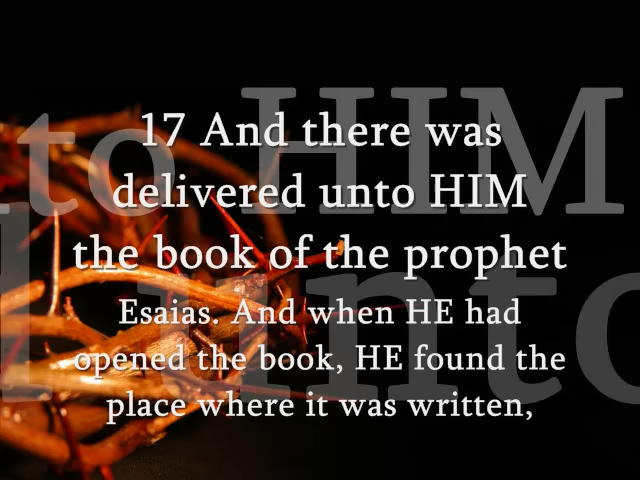 17 And there was
delivered unto HIM
the book of the prophet
Esaias. And when HE had
opened the book, HE found the
place where it was written,
unto HIM
unto